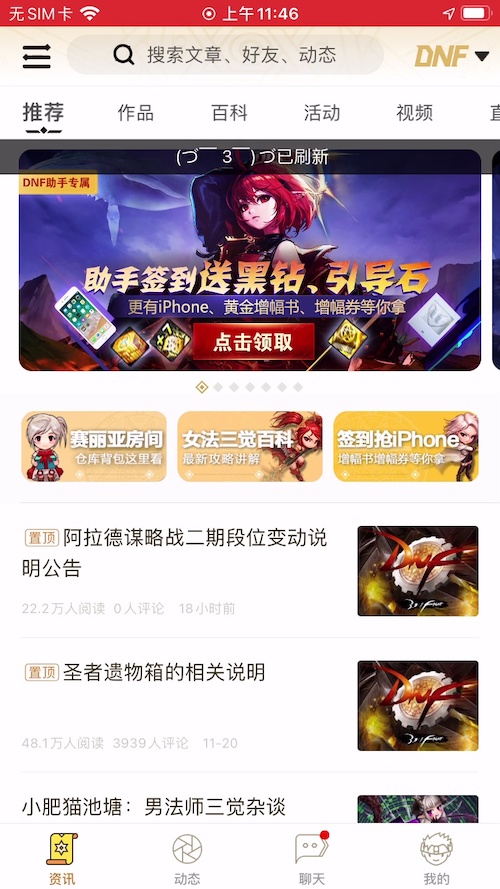 无SIM卡 上午11:46
搜索文章、好友、动态 DNF
推荐 作品 百科 活动 视频
(づ￣ 3￣)づ已刷新
DNF助手专属
助手签到送黑钻、引导石
更有iPhone、黄金增幅书、增幅券等你拿
点击领取
赛丽亚房间 女法三觉百科 签到抢iPhone
仓库背包这里看 最新攻略讲解 增幅书增幅券等你拿
置顶 阿拉德谋略战二期段位变动说
明公告
22.2万人阅读 0人评论 18小时前
DNF
置顶 圣者遗物箱的相关说明
48.1万人阅读 3939人评论 11-20
DNF
小肥猫池塘：男法师三觉杂谈
资讯 动态 聊天 我的